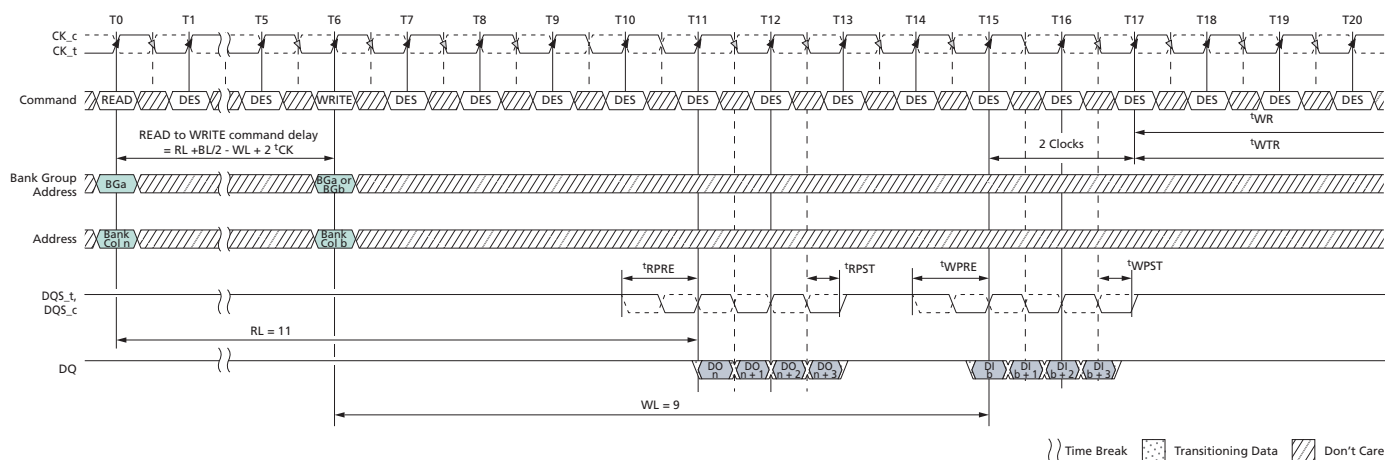 T0 T1 T5 T6 T7 T8 T9 T10 T11 T12 T13 T14 T15 T16 T17 T18 T19 T20
CK_c
CK_t
Command READ DES DES WRITE DES DES DES DES DES DES DES DES DES DES DES DES DES DES
tWR
READ to WRITE command delay
= RL +BL/2 - WL + 2 tCK
2 Clocks
tWTR
Bank Group
Address
BGa
BGa or
BGb
Address
Bank
Col n
Bank
Col b
tRPRE tRPST tWPRE tWPST
DQS_t,
DQS_c
RL = 11
DQ
DO
n
DO
n + 1
DO
n + 2
DO
n + 3
DI
b
DI
b + 1
DI
b + 2
DI
b + 3
WL = 9
Time Break Transitioning Data Don't Care